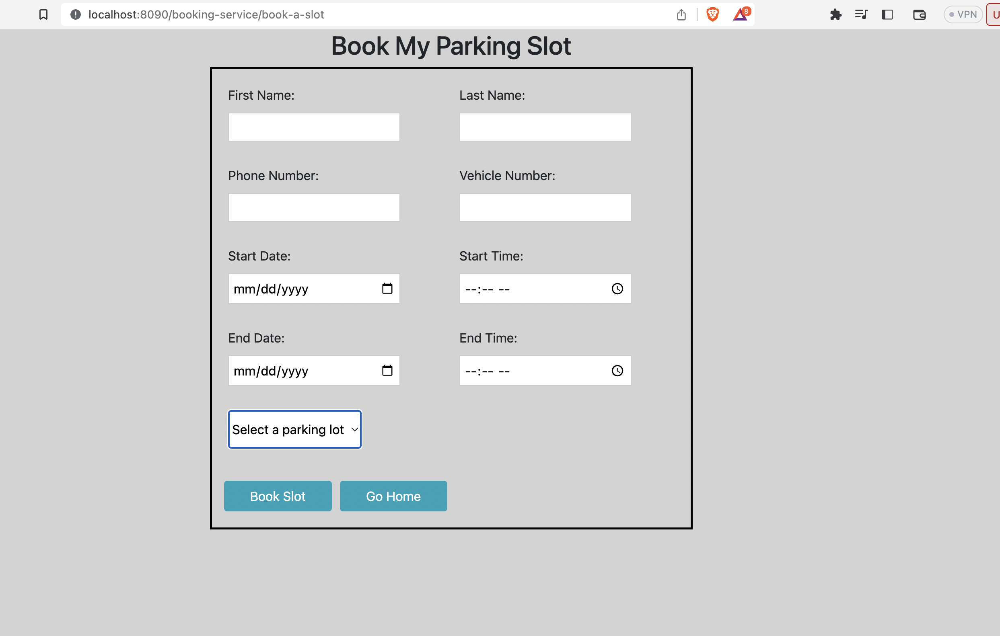 localhost:8090/booking-service/book-a-slot 8 VPN U
Book My Parking Slot
First Name: Last Name:
Phone Number: Vehicle Number:
Start Date: Start Time:
mm/dd/yyyy --:-- --
End Date: End Time:
mm/dd/yyyy --:-- --
Select a parking lot
Book Slot Go Home